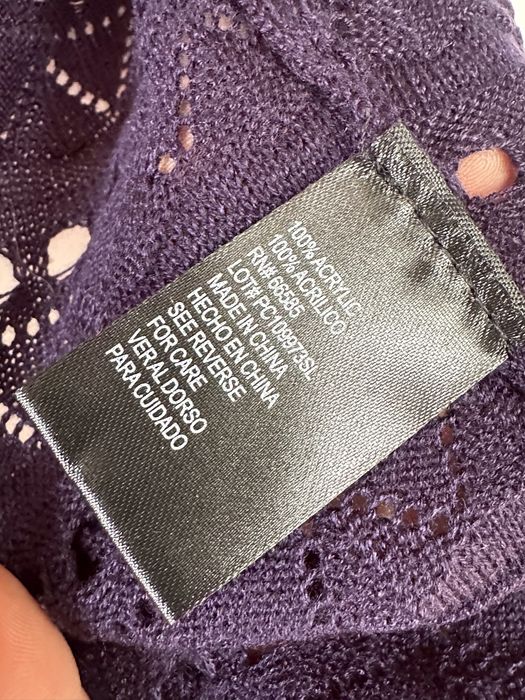 100% ACRYLIC
100% ACRILICO
RN# 66585
LOT# PC109973SL
MADE IN CHINA
HECHO EN CHINA
SEE REVERSE
FOR CARE
VER AL DORSO
PARA CUIDADO